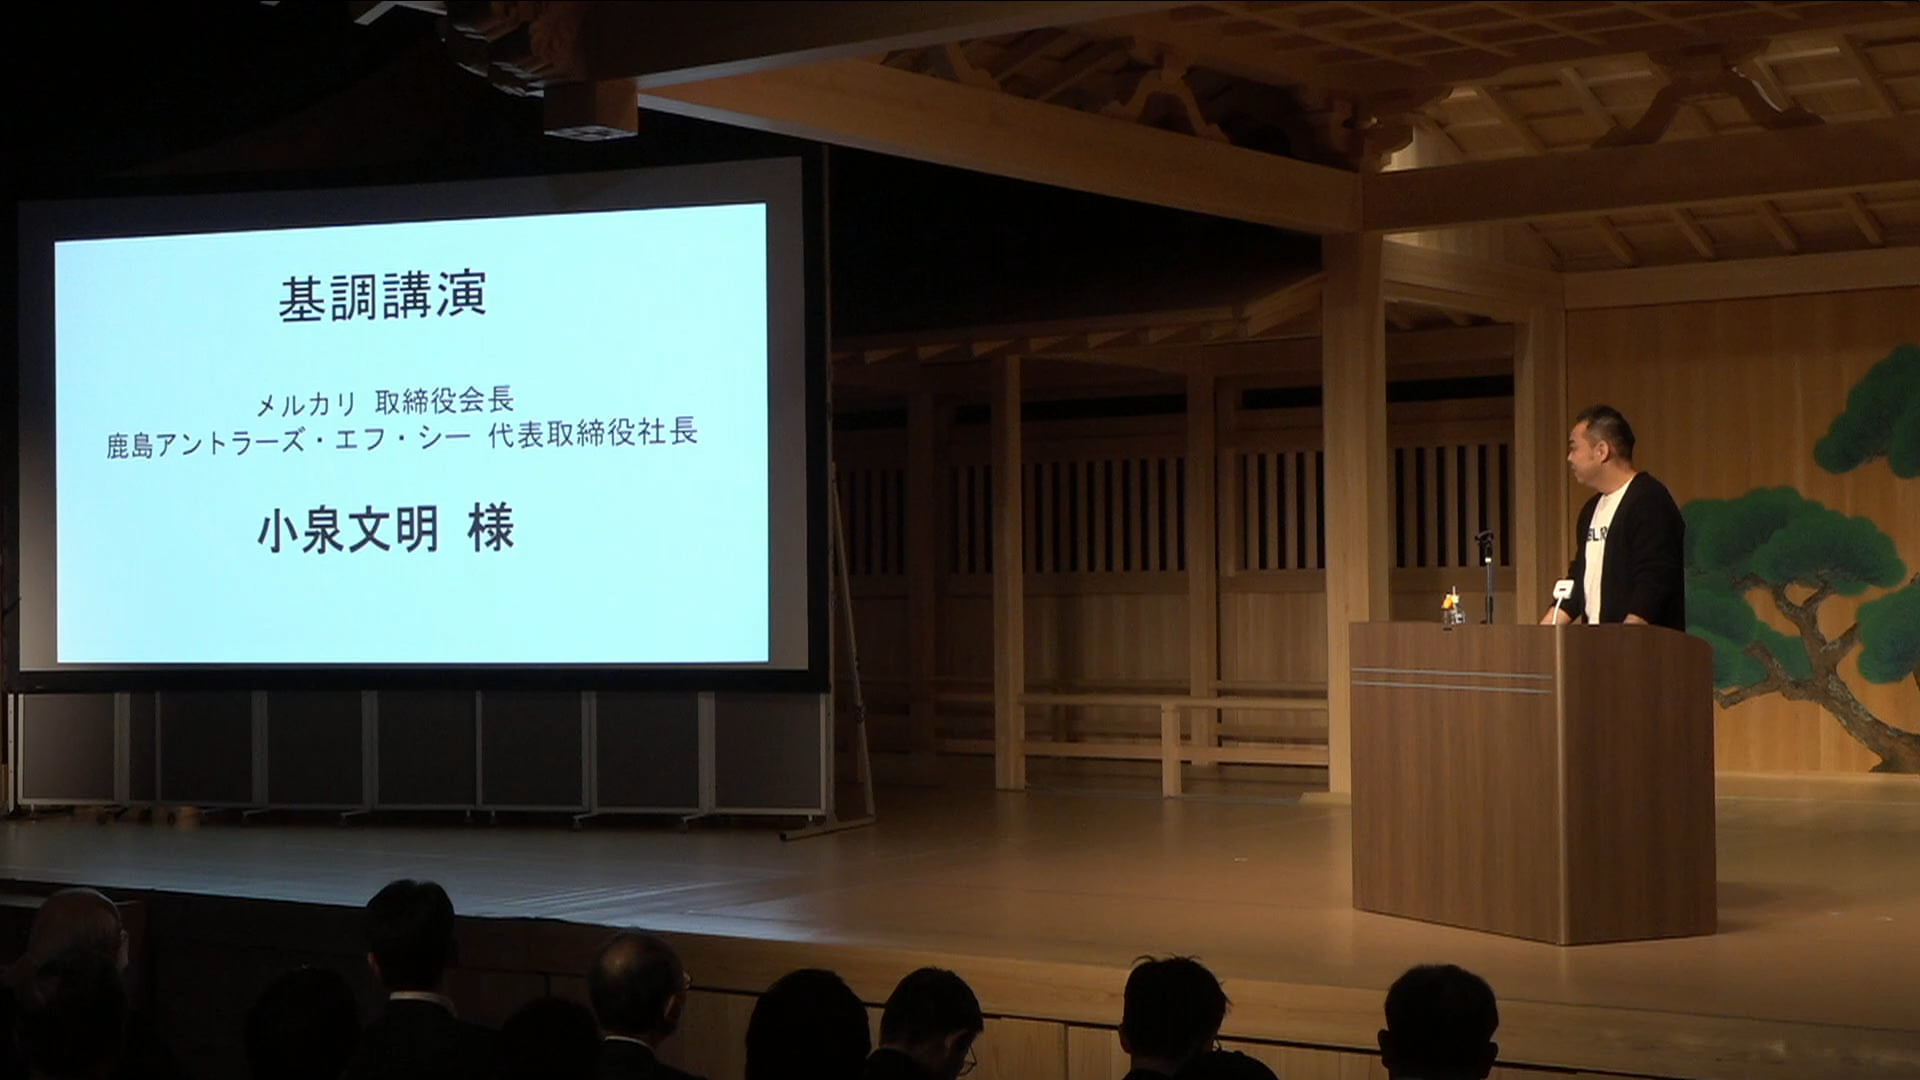 基調講演
メルカリ 取締役会長
鹿島アントラーズ・エフ・シー 代表取締役社長
小泉文明 様